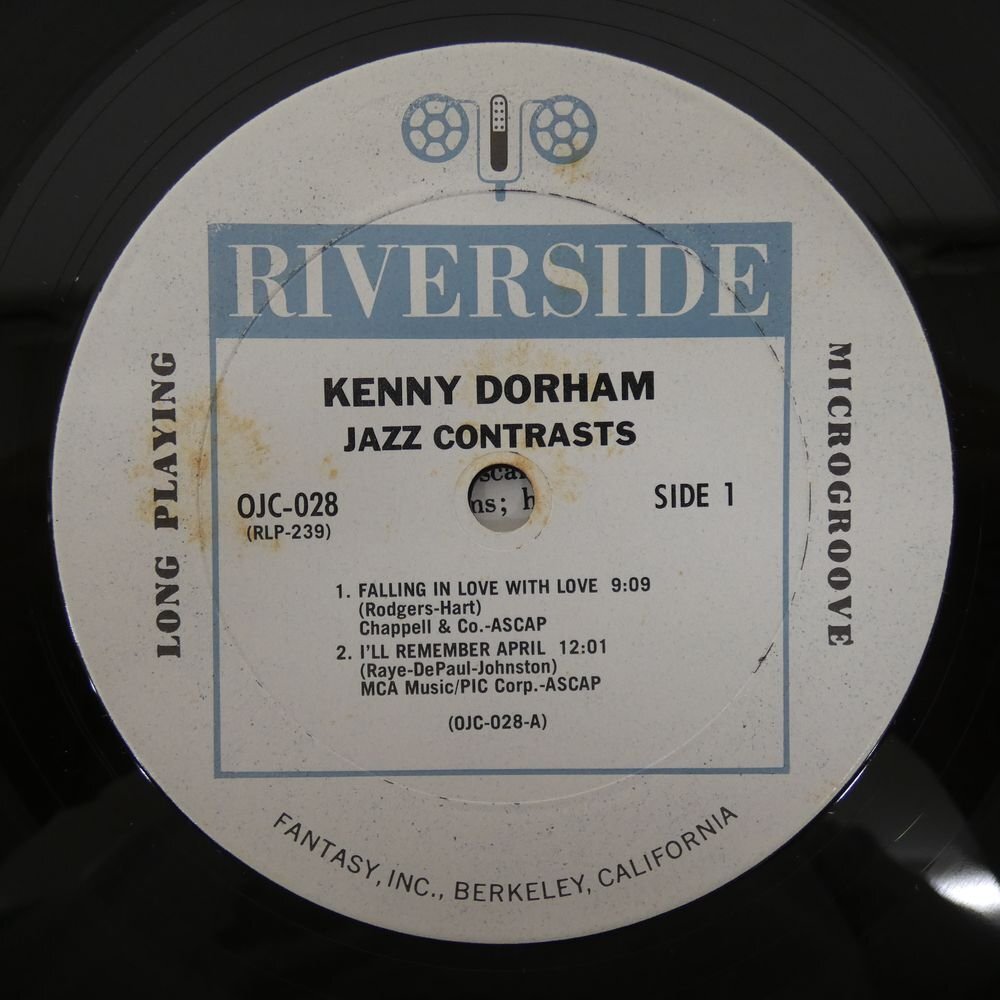 RIVERSIDE
KENNY DORHAM
JAZZ CONTRASTS
OJC-028
(RLP-239)
SIDE 1
LONG PLAYING
MICROGROOVE
ns; h
1. FALLING IN LOVE WITH LOVE 9:09
(Rodgers-Hart)
Chappell & Co.-ASCAP
2. I'LL REMEMBER APRIL 12:01
(Raye-DePaul-Johnston)
MCA Music/PIC Corp.-ASCAP
(OJC-028-A)
FANTASY, INC., BERKELEY, CALIFORNIA